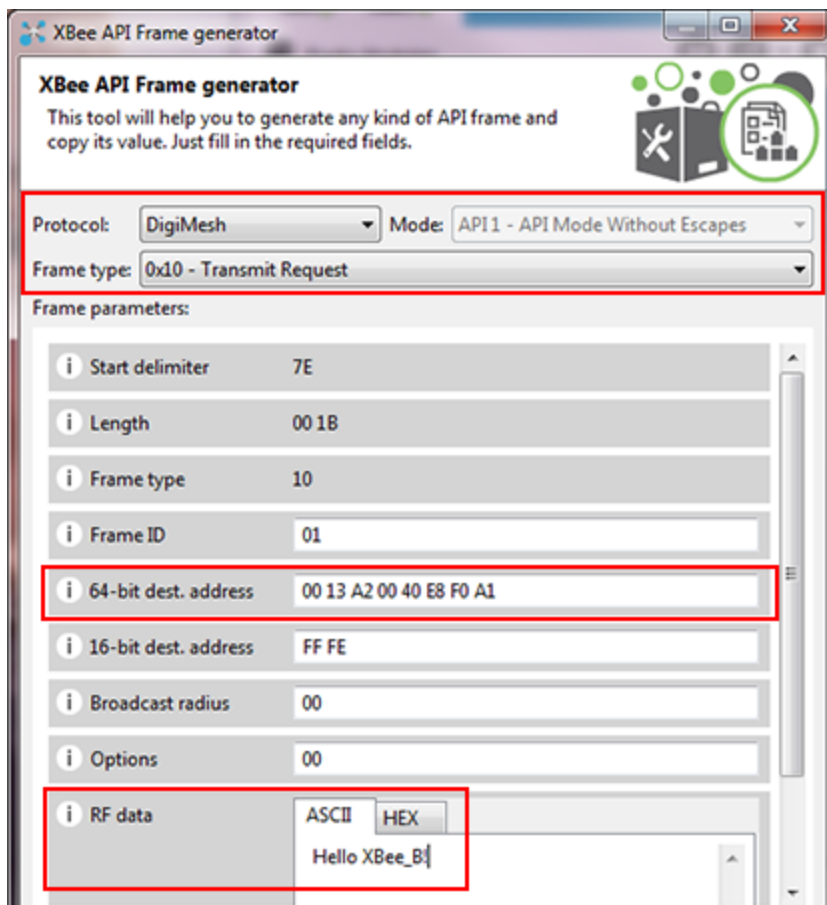 XBee API Frame generator
XBee API Frame generator
This tool will help you to generate any kind of API frame and
copy its value. Just fill in the required fields.
Protocol: DigiMesh Mode: API 1 - API Mode Without Escapes
Frame type: 0x10 - Transmit Request
Frame parameters:
i Start delimiter 7E
i Length 00 1B
i Frame type 10
i Frame ID 01
i 64-bit dest. address 00 13 A2 00 40 E8 F0 A1
i 16-bit dest. address FF FE
i Broadcast radius 00
i Options 00
i RF data ASCII HEX
Hello XBee_B!